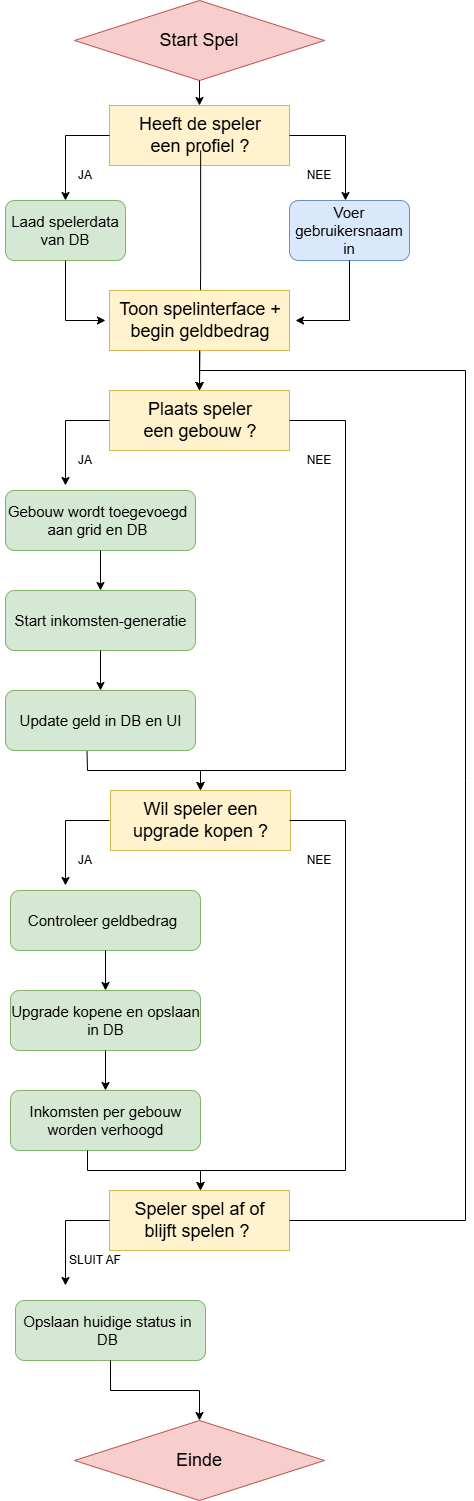 Start Spel
Heeft de speler
een profiel ?
JA
NEE
Laad spelerdata
van DB
Voer
gebruikersnaam
in
Toon spelinterface +
begin geldbedrag
Plaats speler
een gebouw ?
JA
NEE
Gebouw wordt toegevoegd
aan grid en DB
Start inkomsten-generatie
Update geld in DB en UI
Wil speler een
upgrade kopen ?
JA
NEE
Controleer geldbedrag
Upgrade kopene en opslaan
in DB
Inkomsten per gebouw
worden verhoogd
Speler spel af of
blijft spelen ?
SLUIT AF
Opslaan huidige status in
DB
Einde